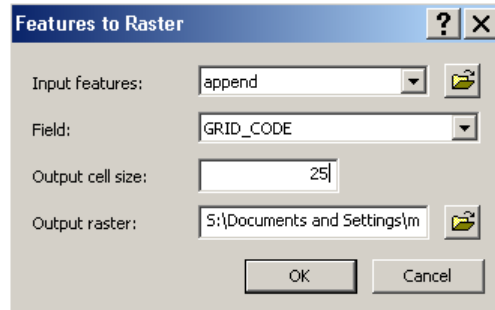 Features to Raster ? X
Input features: append
Field: GRID_CODE
Output cell size: 25
Output raster: S:\Documents and Settings\m
OK Cancel